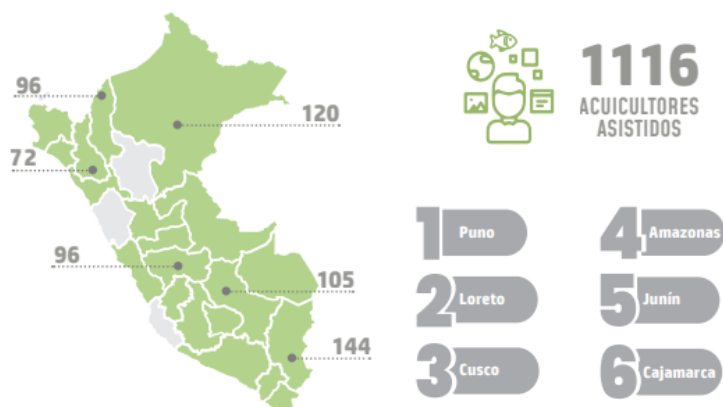 96
120
72
96
105
144
1116
ACUICULTORES
ASISTIDOS
1 Puno
2 Loreto
3 Cusco
4 Amazonas
5 Junín
6 Cajamarca